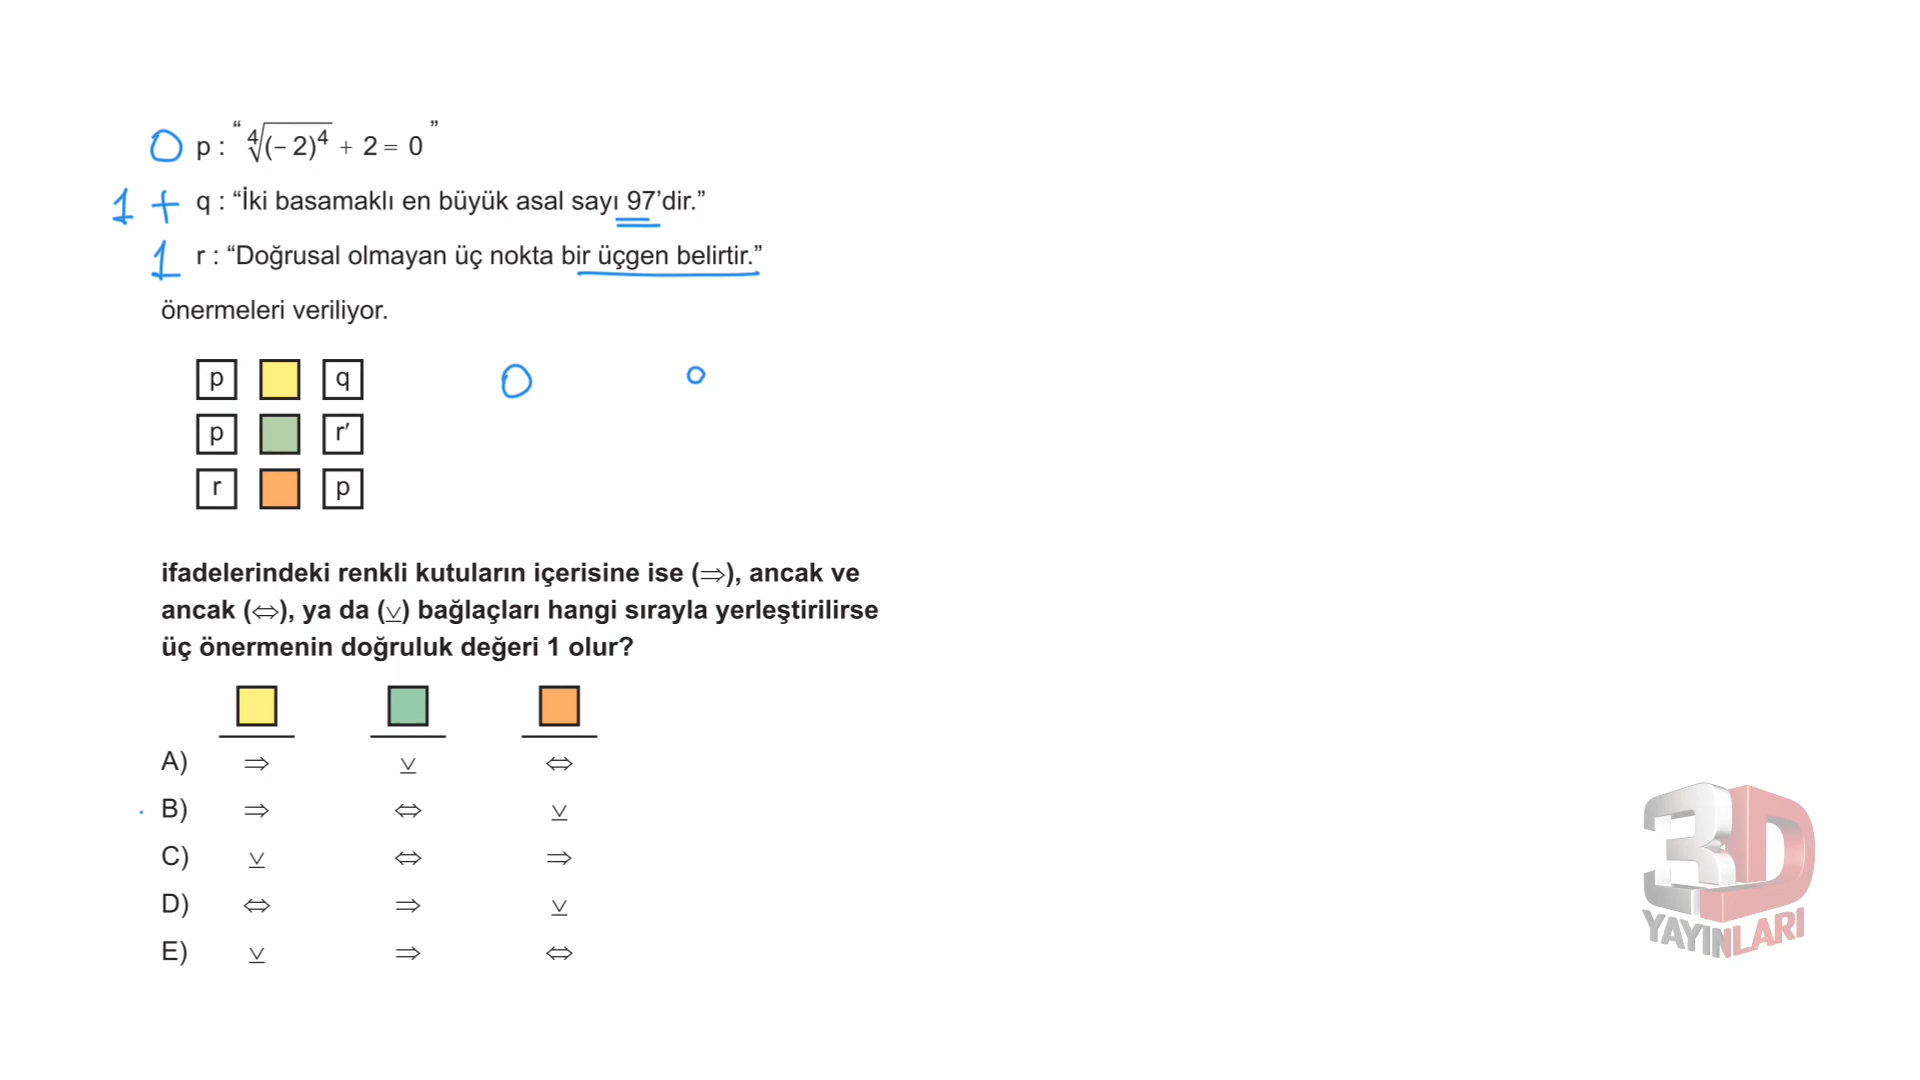 0 p : “ ∜(– 2)⁴ + 2 = 0 ”
1 + q : “İki basamaklı en büyük asal sayı 97’dir.”
1 r : “Doğrusal olmayan üç nokta bir üçgen belirtir.”
önermeleri veriliyor.
p q 0 0
p r′
r p
ifadelerindeki renkli kutuların içerisine ise (⇒), ancak ve
ancak (⇔), ya da (⊻) bağlaçları hangi sırayla yerleştirilirse
üç önermenin doğruluk değeri 1 olur?
A) ⇒ ⊻ ⇔
B) ⇒ ⇔ ⊻
C) ⊻ ⇔ ⇒
D) ⇔ ⇒ ⊻
E) ⊻ ⇒ ⇔
3D
YAYINLARI